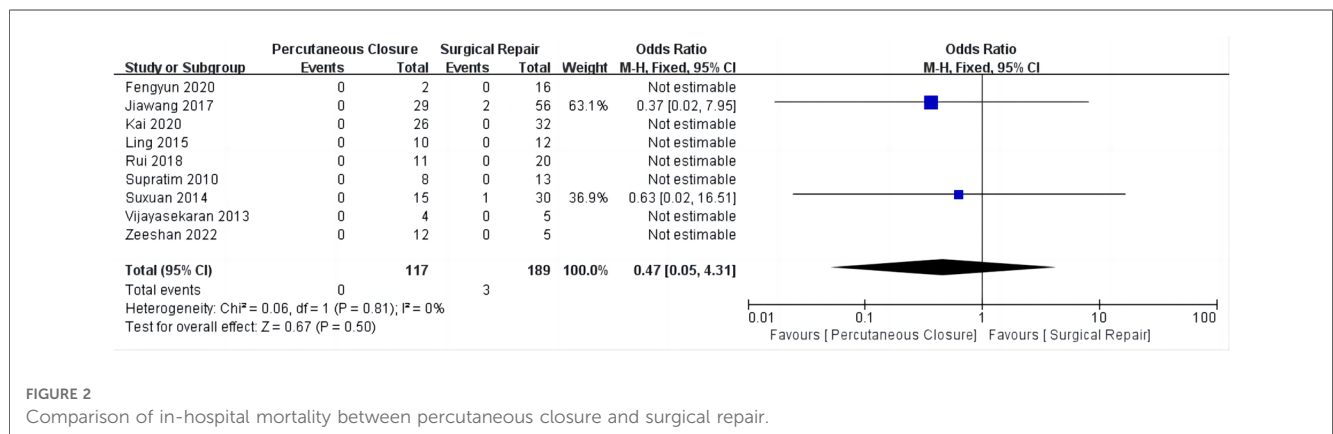 Percutaneous Closure Surgical Repair Odds Ratio Odds Ratio
Study or Subgroup Events Total Events Total Weight M-H, Fixed, 95% CI M-H, Fixed, 95% CI
Fengyun 2020 0 2 0 16 Not estimable
Jiawang 2017 0 29 2 56 63.1% 0.37 [0.02, 7.95]
Kai 2020 0 26 0 32 Not estimable
Ling 2015 0 10 0 12 Not estimable
Rui 2018 0 11 0 20 Not estimable
Supratim 2010 0 8 0 13 Not estimable
Suxuan 2014 0 15 1 30 36.9% 0.63 [0.02, 16.51]
Vijayasekaran 2013 0 4 0 5 Not estimable
Zeeshan 2022 0 12 0 5 Not estimable
Total (95% CI) 117 189 100.0% 0.47 [0.05, 4.31]
Total events 0 3
Heterogeneity: Chi² = 0.06, df = 1 (P = 0.81); I² = 0%
Test for overall effect: Z = 0.67 (P = 0.50)
0.01 0.1 1 10 100
Favours [Percutaneous Closure] Favours [Surgical Repair]
FIGURE 2
Comparison of in-hospital mortality between percutaneous closure and surgical repair.